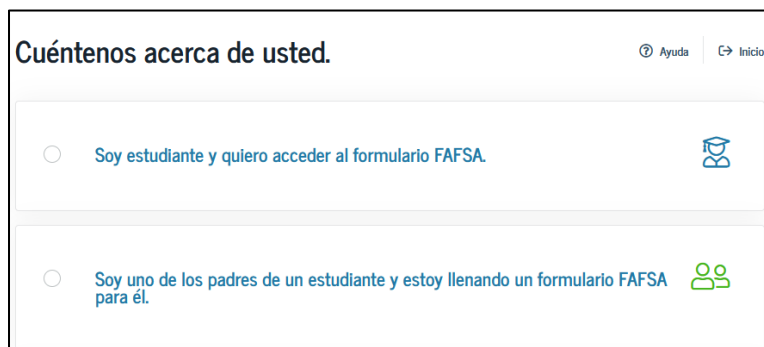 Cuéntenos acerca de usted.
Ayuda
Inicio
Soy estudiante y quiero acceder al formulario FAFSA.
Soy uno de los padres de un estudiante y estoy llenando un formulario FAFSA
para él.